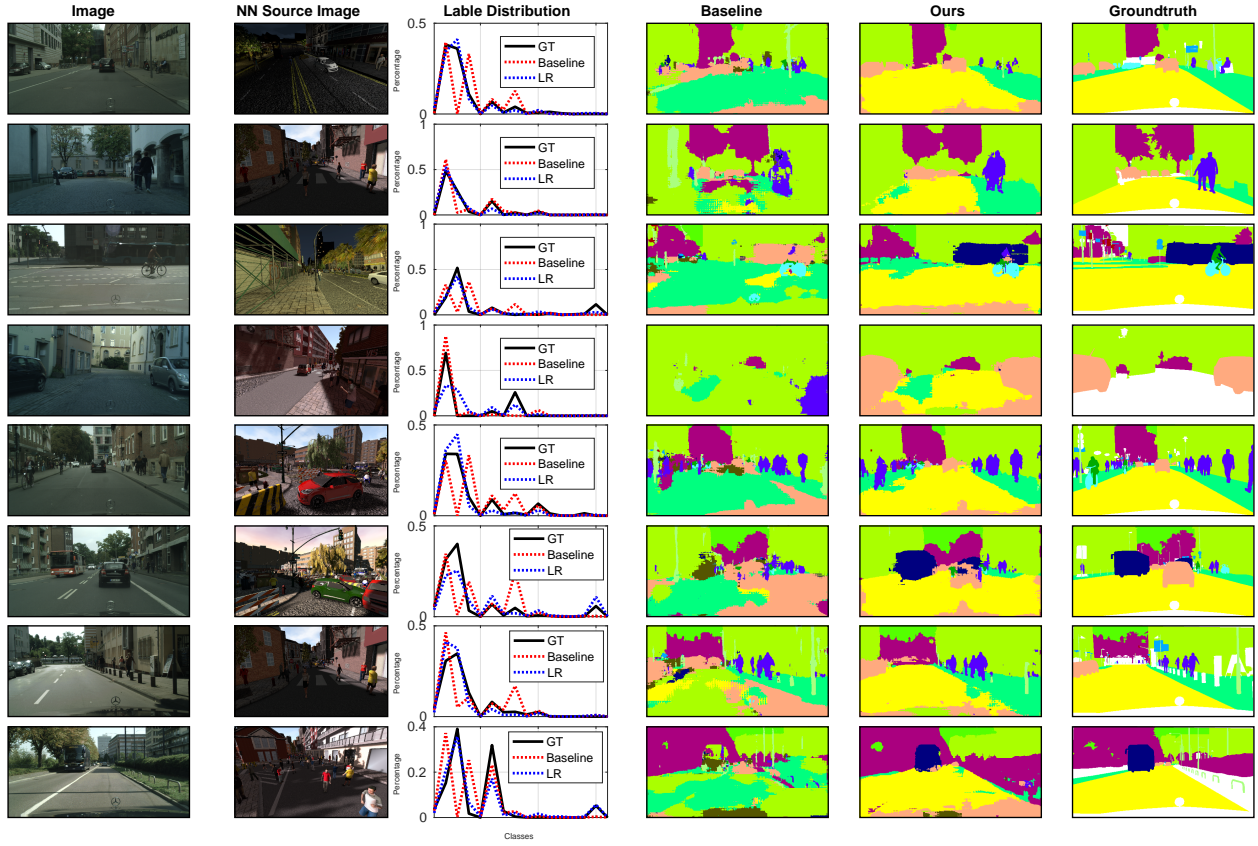 Image NN Source Image Lable Distribution Baseline Ours Groundtruth
0.5
Percentage
GT
Baseline
LR
0
1
Percentage
0.5
GT
Baseline
LR
0
1
Percentage
0.5
GT
Baseline
LR
0
1
Percentage
0.5
GT
Baseline
LR
0
0.5
Percentage
GT
Baseline
LR
0
0.5
Percentage
GT
Baseline
LR
0
0.5
Percentage
GT
Baseline
LR
0
0.4
Percentage
0.2
GT
Baseline
LR
0
Classes